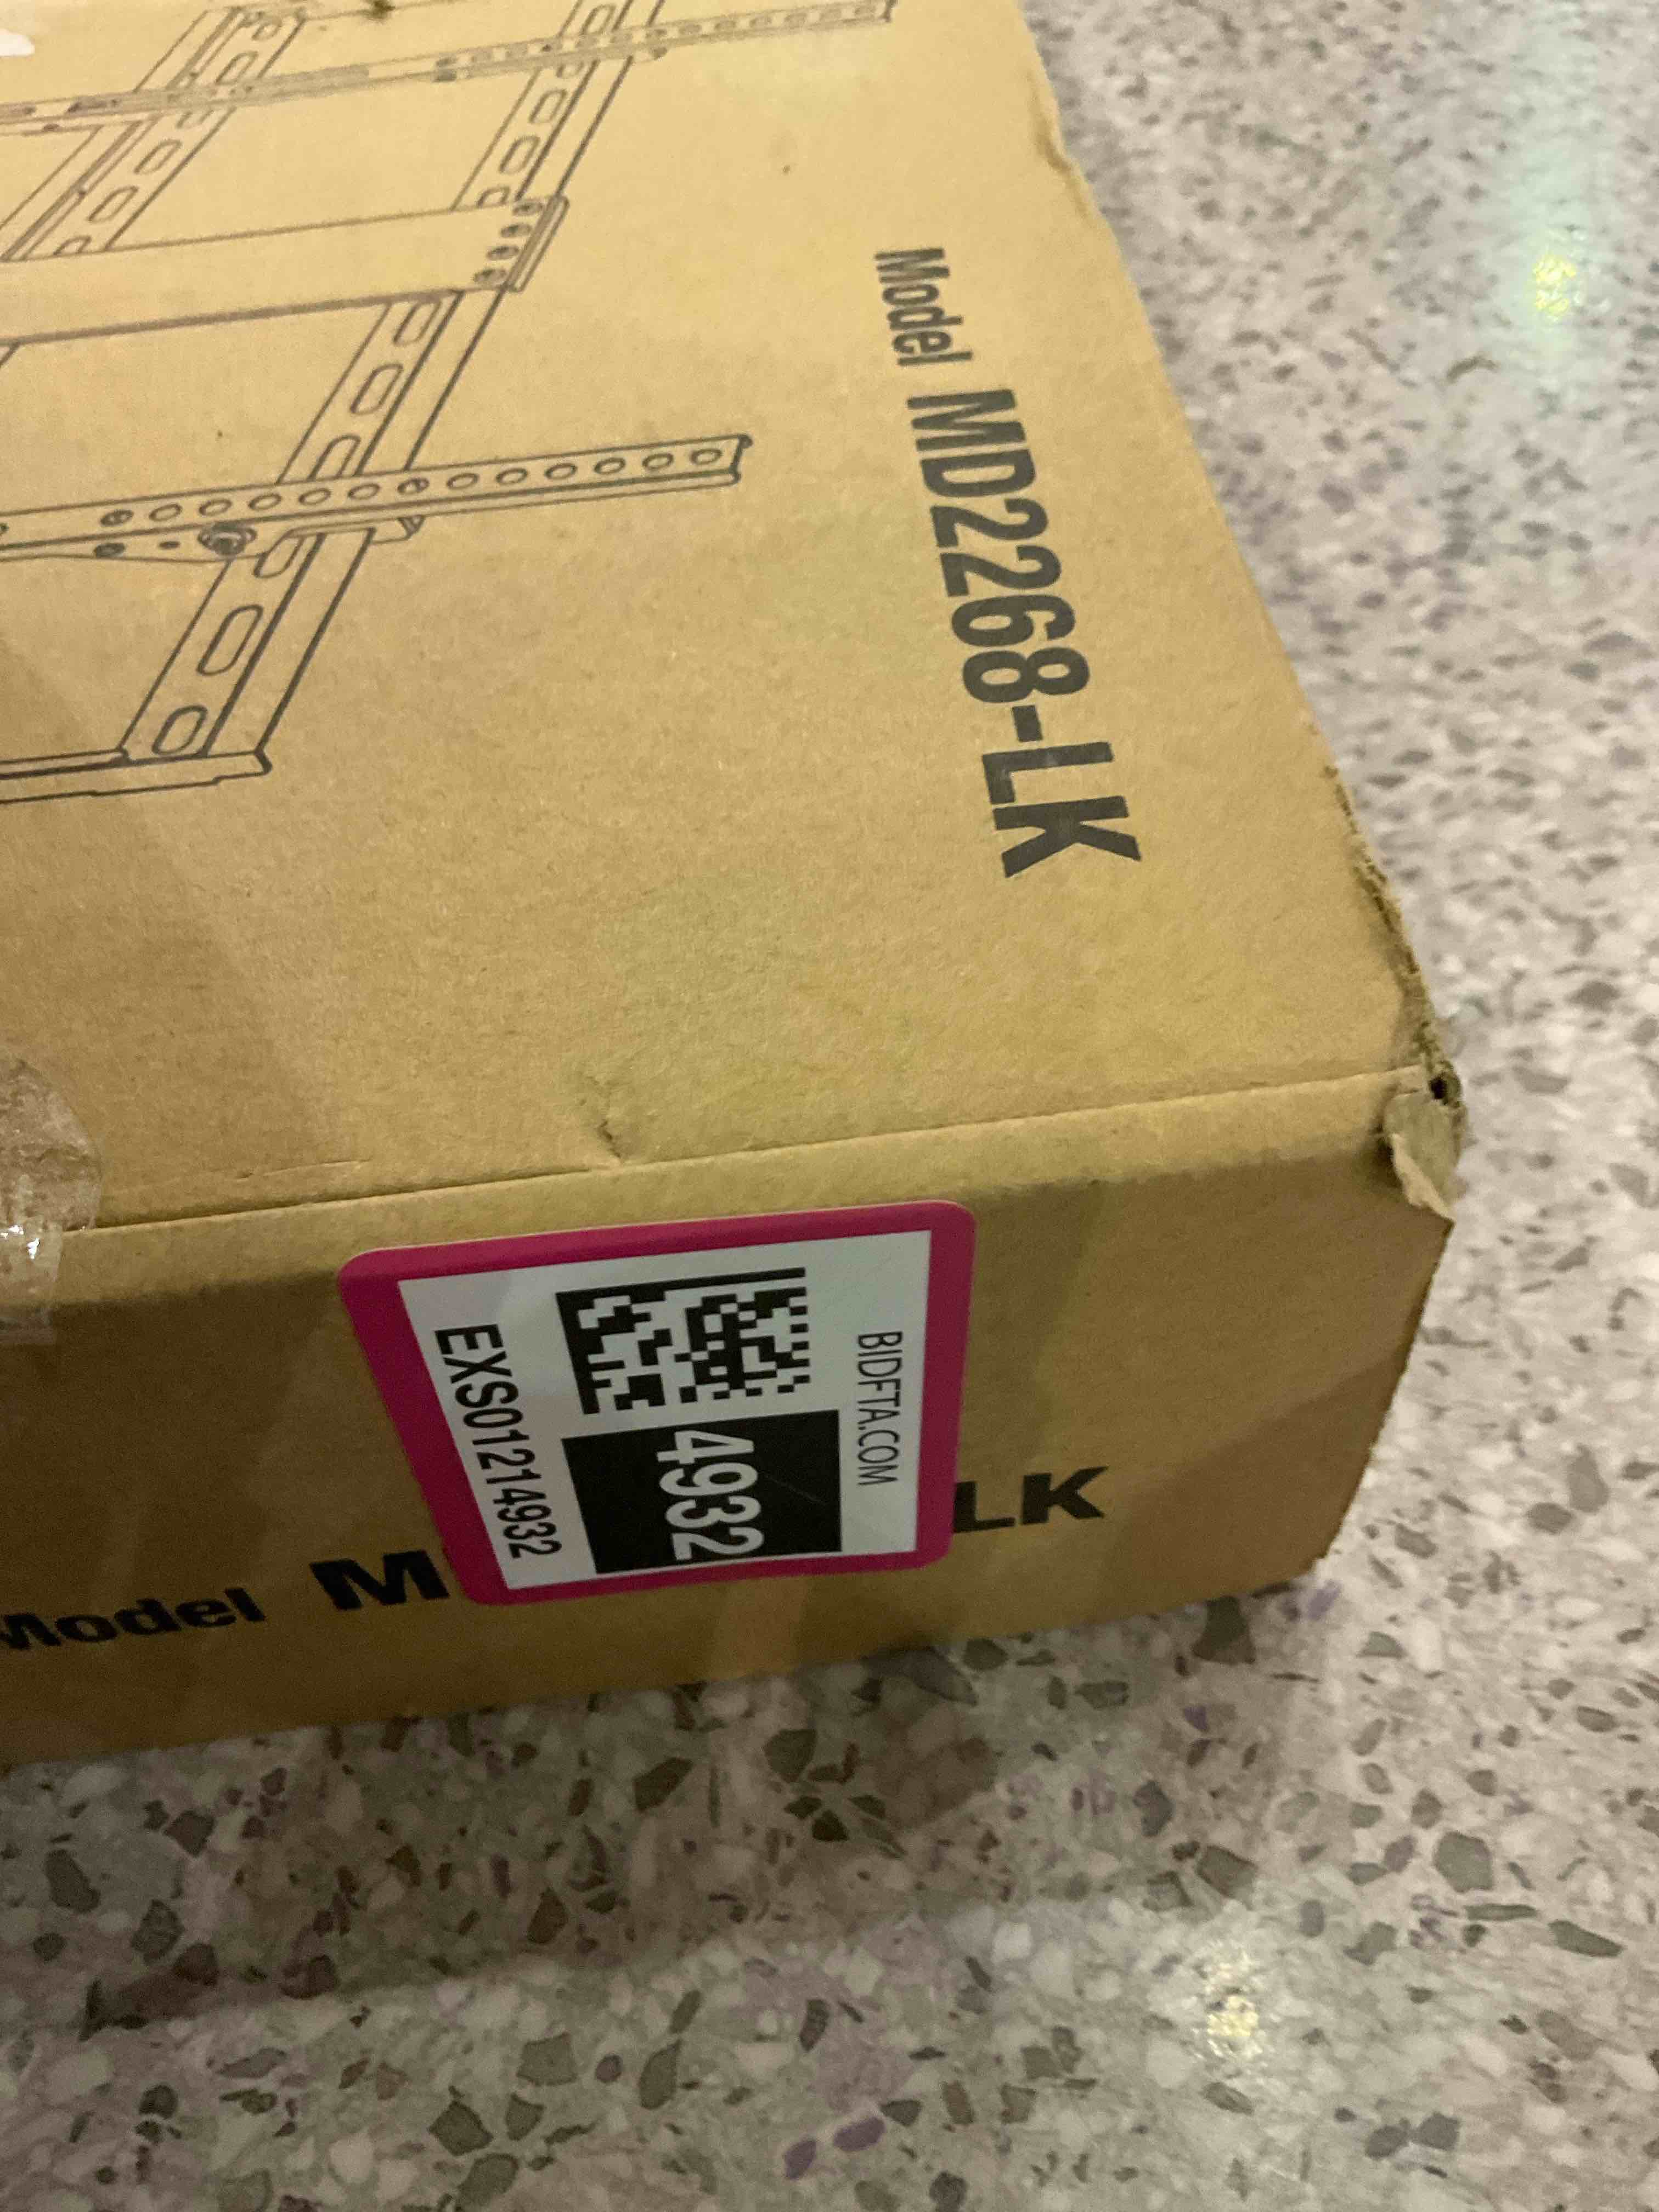 Model MD2268-LK
BIDFTA.COM
4932
EXS01214932
Model M
LK